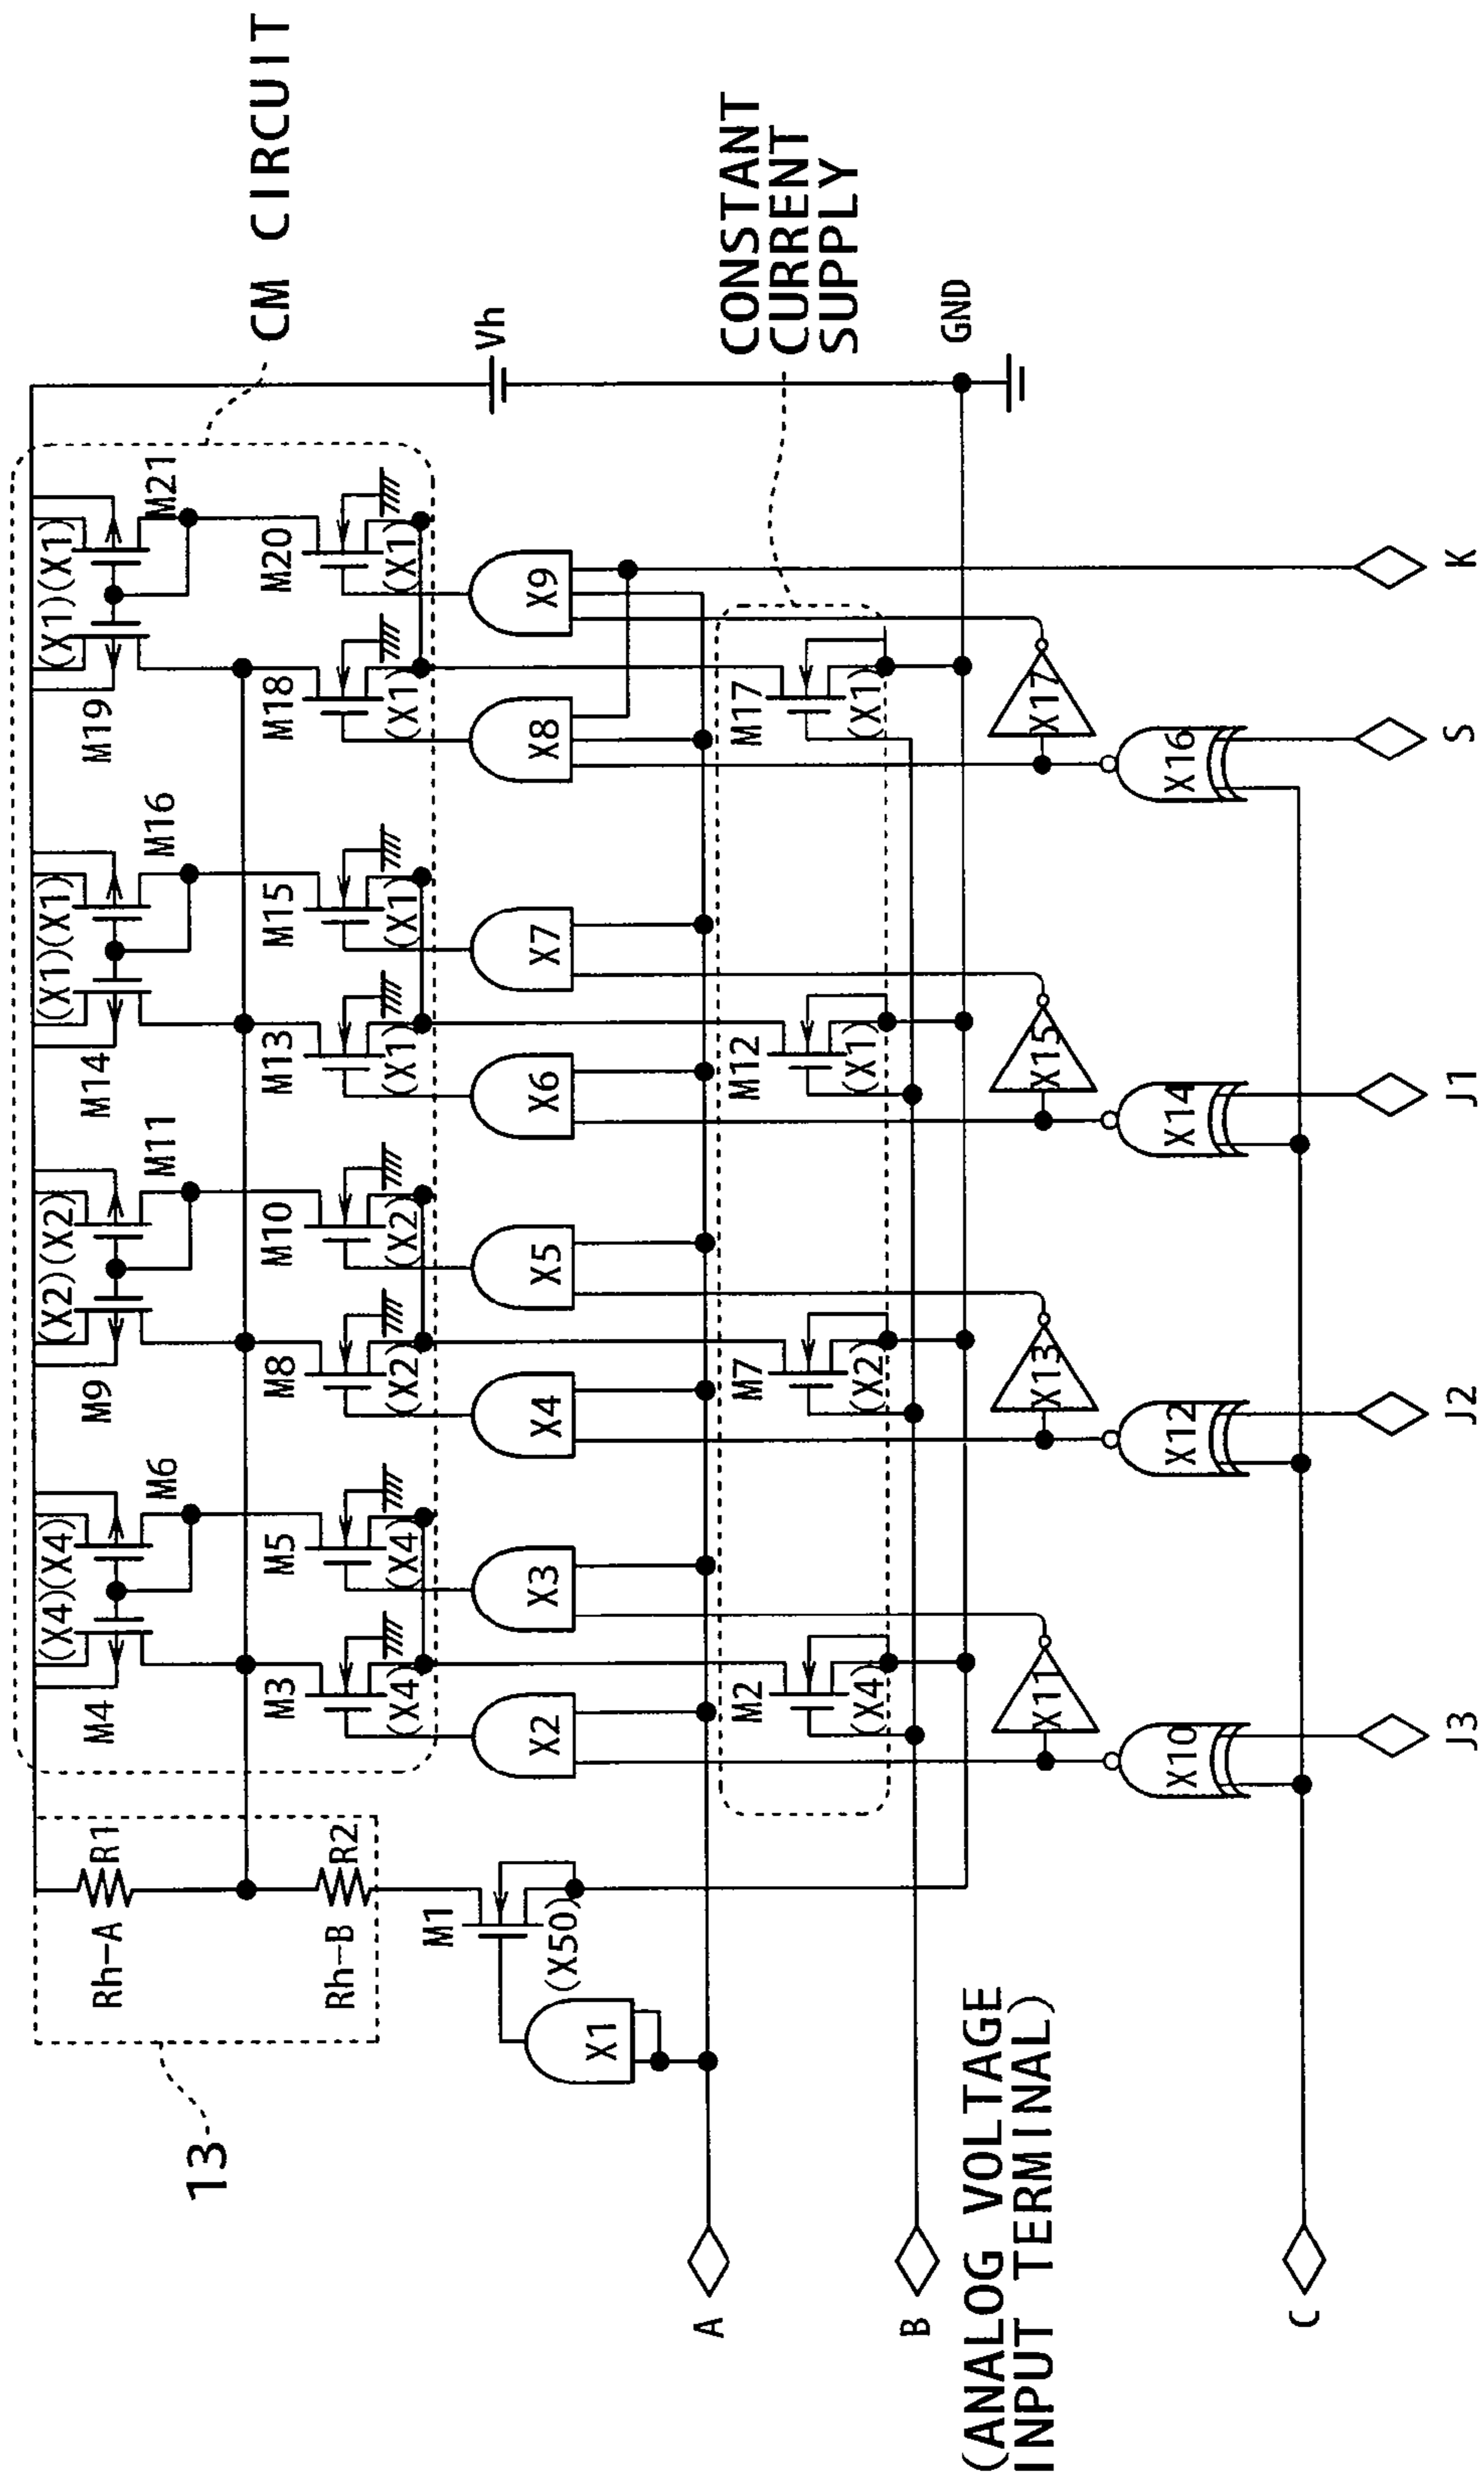 CM CIRCUIT
13
Rh-A
R1
Rh-B
R2
M4
(X4)
(X4)
M6
M9
(X2)
(X2)
M11
M14
(X1)
(X1)
M16
M19
(X1)
(X1)
M21
M3
(X4)
M5
(X4)
M8
(X2)
M10
(X2)
M13
(X1)
M15
(X1)
M18
(X1)
M20
(X1)
Vh
M1
(X50)
X1
X2
X3
X4
X5
X6
X7
X8
X9
CONSTANT
CURRENT
SUPPLY
M2
(X4)
M7
(X2)
M12
(X1)
M17
(X1)
GND
A
B
(ANALOG VOLTAGE
INPUT TERMINAL)
X11
X13
X15
X17
X10
X12
X14
X16
C
J3
J2
J1
S
K